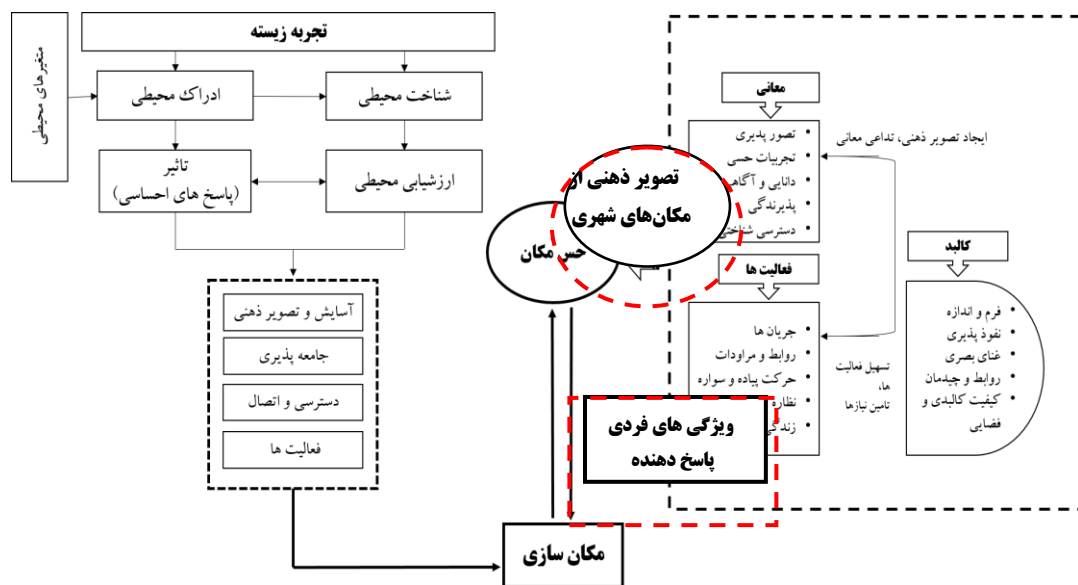 متغیرهای محیطی
تجربه زیسته
ادراک محیطی
شناخت محیطی
تاثیر
(پاسخ های احساسی)
ارزشیابی محیطی
آسایش و تصویر ذهنی
جامعه پذیری
دسترسی و اتصال
فعالیت ها
حس مکان
تصویر ذهنی از
مکان‌های شهری
مکان سازی
ویژگی های فردی
پاسخ دهنده
معانی
• تصور پذیری
• تجربیات حسی
• دانایی و
• پذیرندگی
• دسترسی
ایجاد تصویر ذهنی، تداعی معانی
فعالیت ها
• جریان ها
• روابط و مراودات
• حرکت پیاده و سواره
• نظاره
تسهیل فعالیت
ها،
تامین نیازها
کالبد
• فرم و اندازه
• نفوذ پذیری
• غنای بصری
• روابط و چیدمان
• کیفیت کالبدی و
فضایی